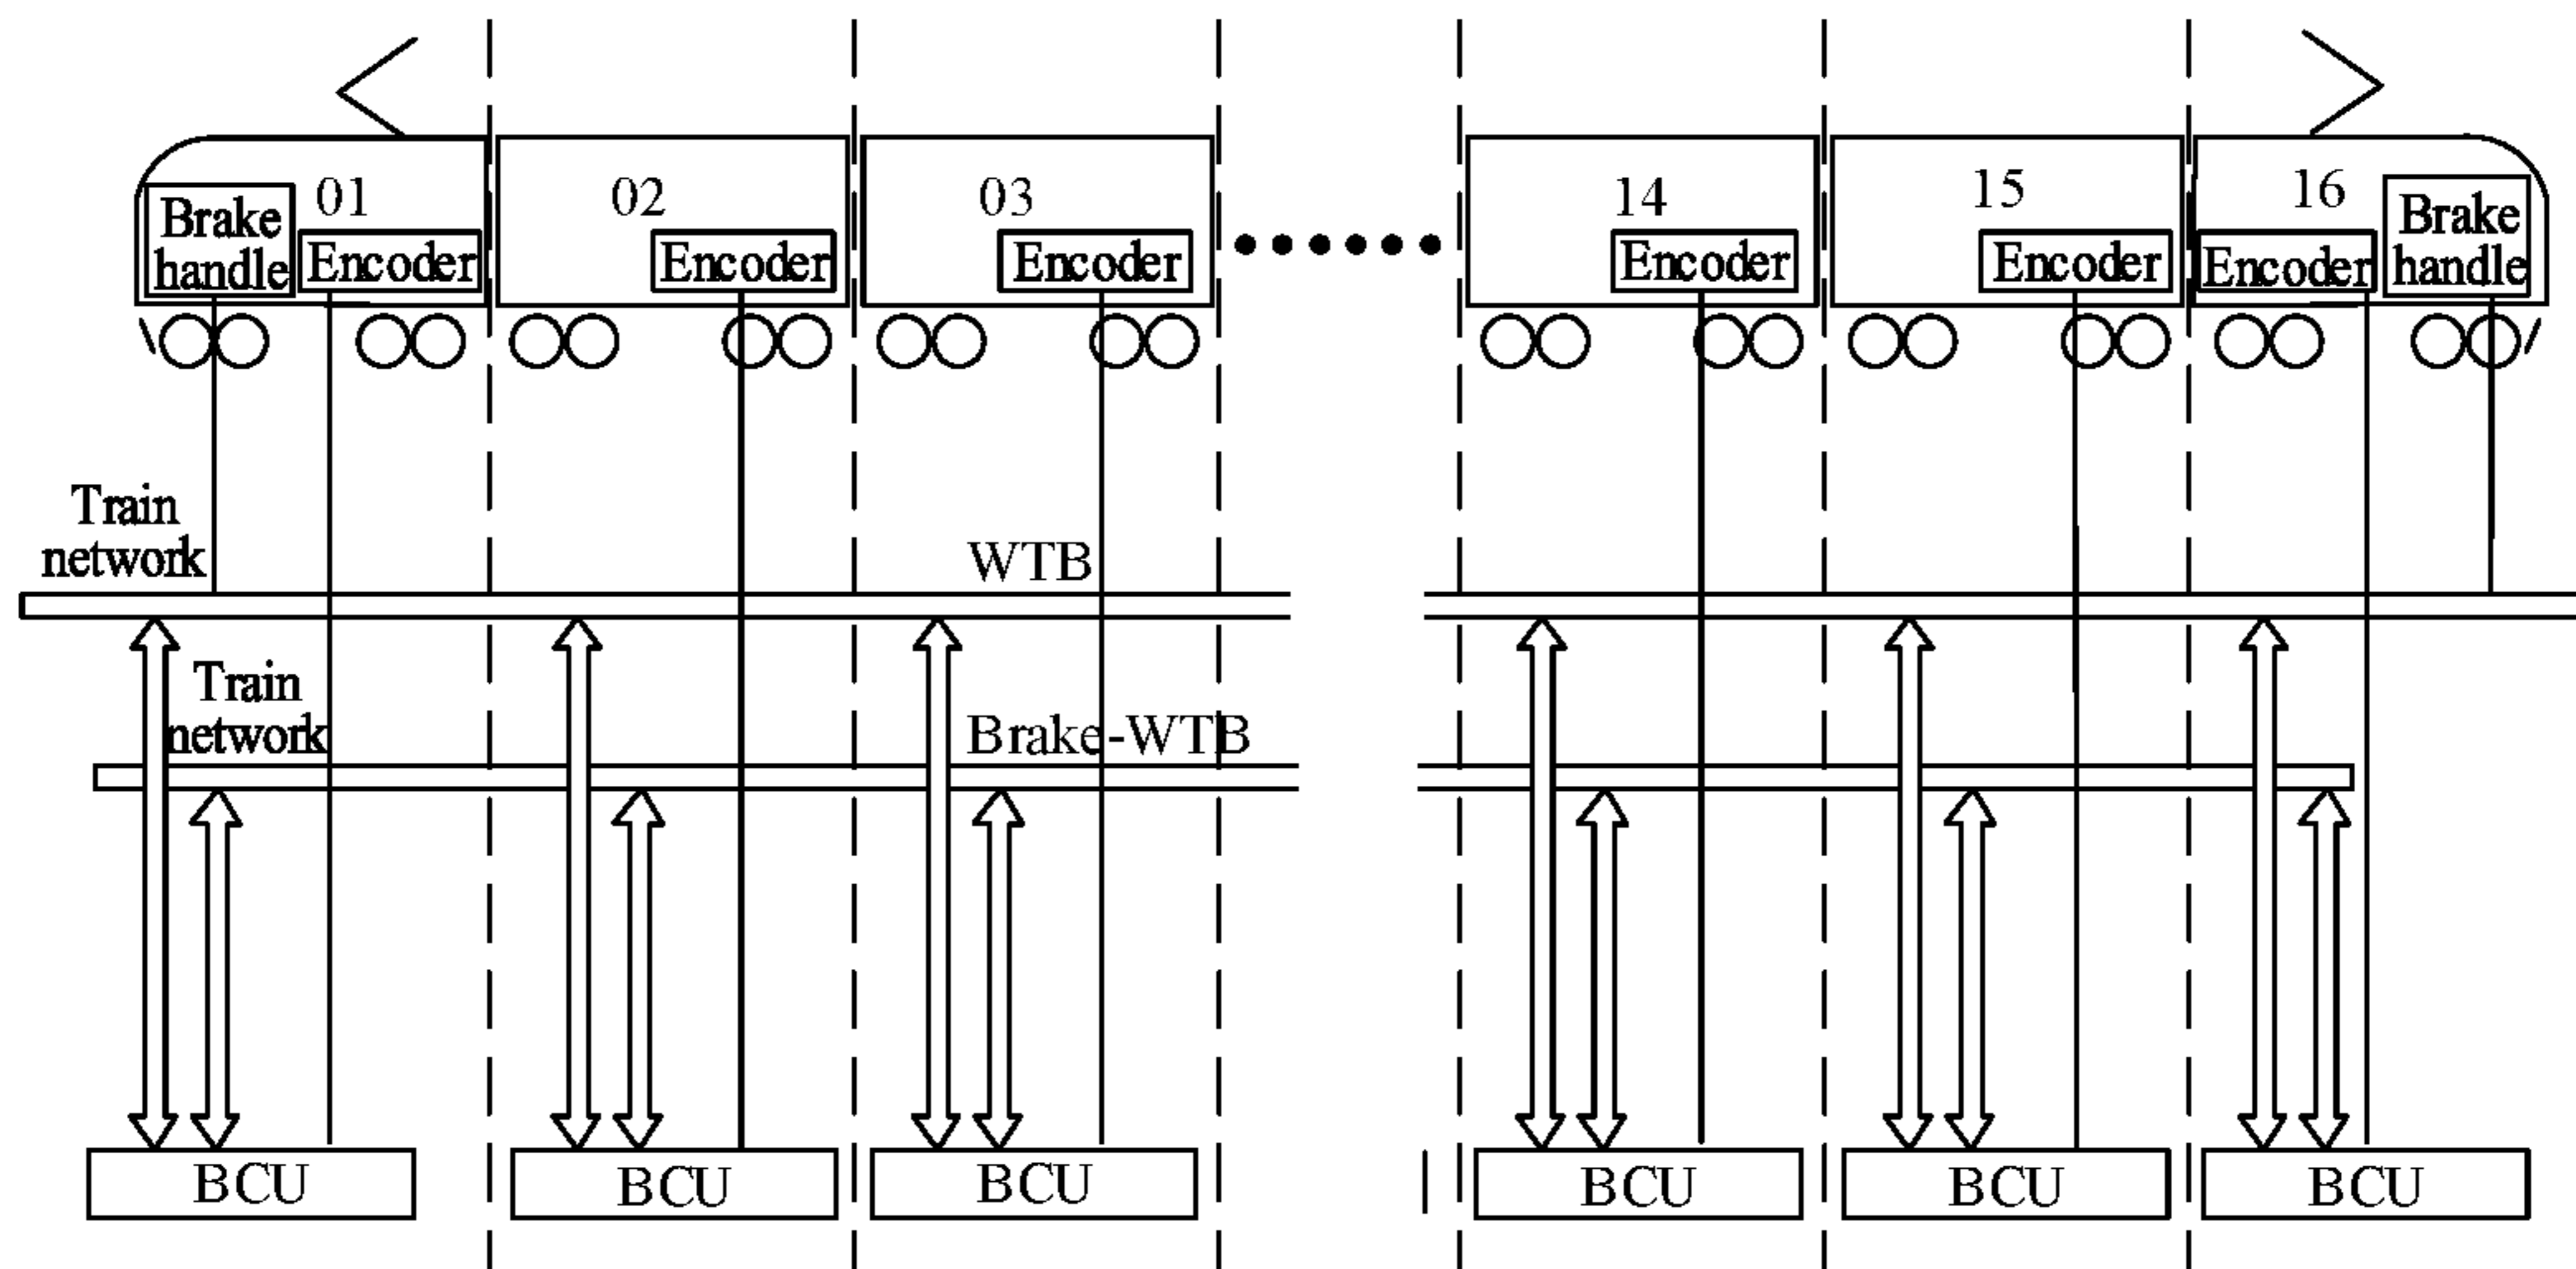 01
02
03
14
15
16
Brake
handle
Encoder
Encoder
Encoder
Encoder
Encoder
Encoder
Brake
handle
Train
network
WTB
Train
network
Brake-WTB
BCU
BCU
BCU
BCU
BCU
BCU